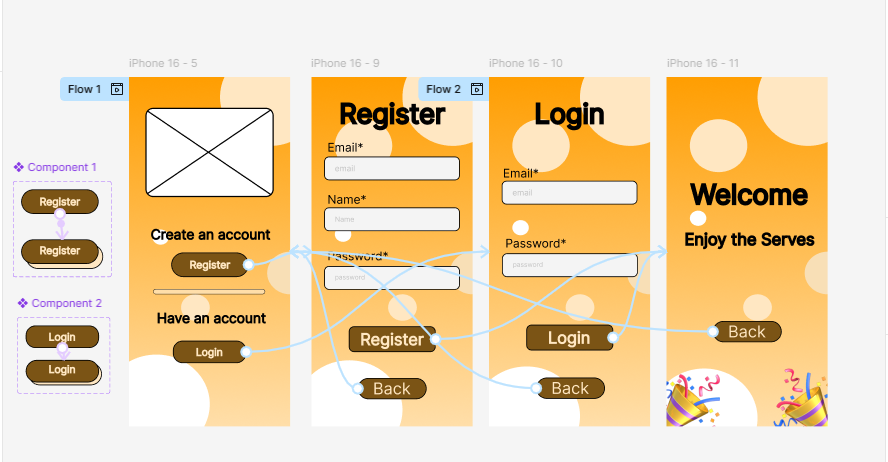 iPhone 16 - 5
iPhone 16 - 9
iPhone 16 - 10
iPhone 16 - 11
Flow 1
Flow 2
Component 1
Register
Register
Component 2
Login
Login
Create an account
Register
Have an account
Login
Register
Email*
email
Name*
Name
Password*
password
Register
Back
Login
Email*
email
Password*
password
Login
Back
Welcome
Enjoy the Serves
Back